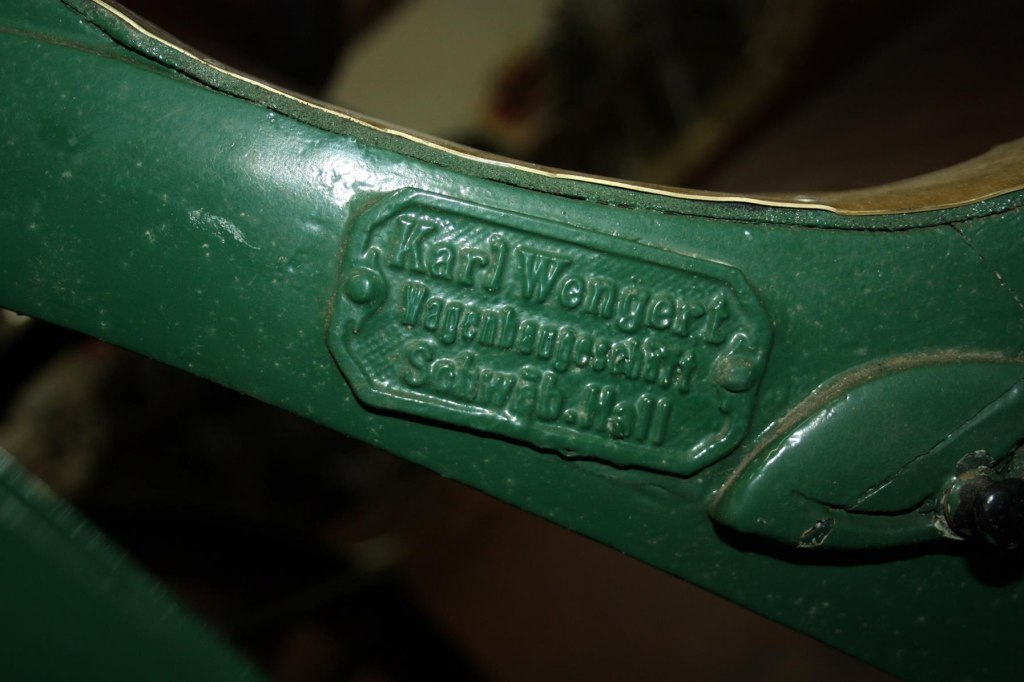 Karl Wengert
Wagenbaugeschäft
Schwäb.Hall